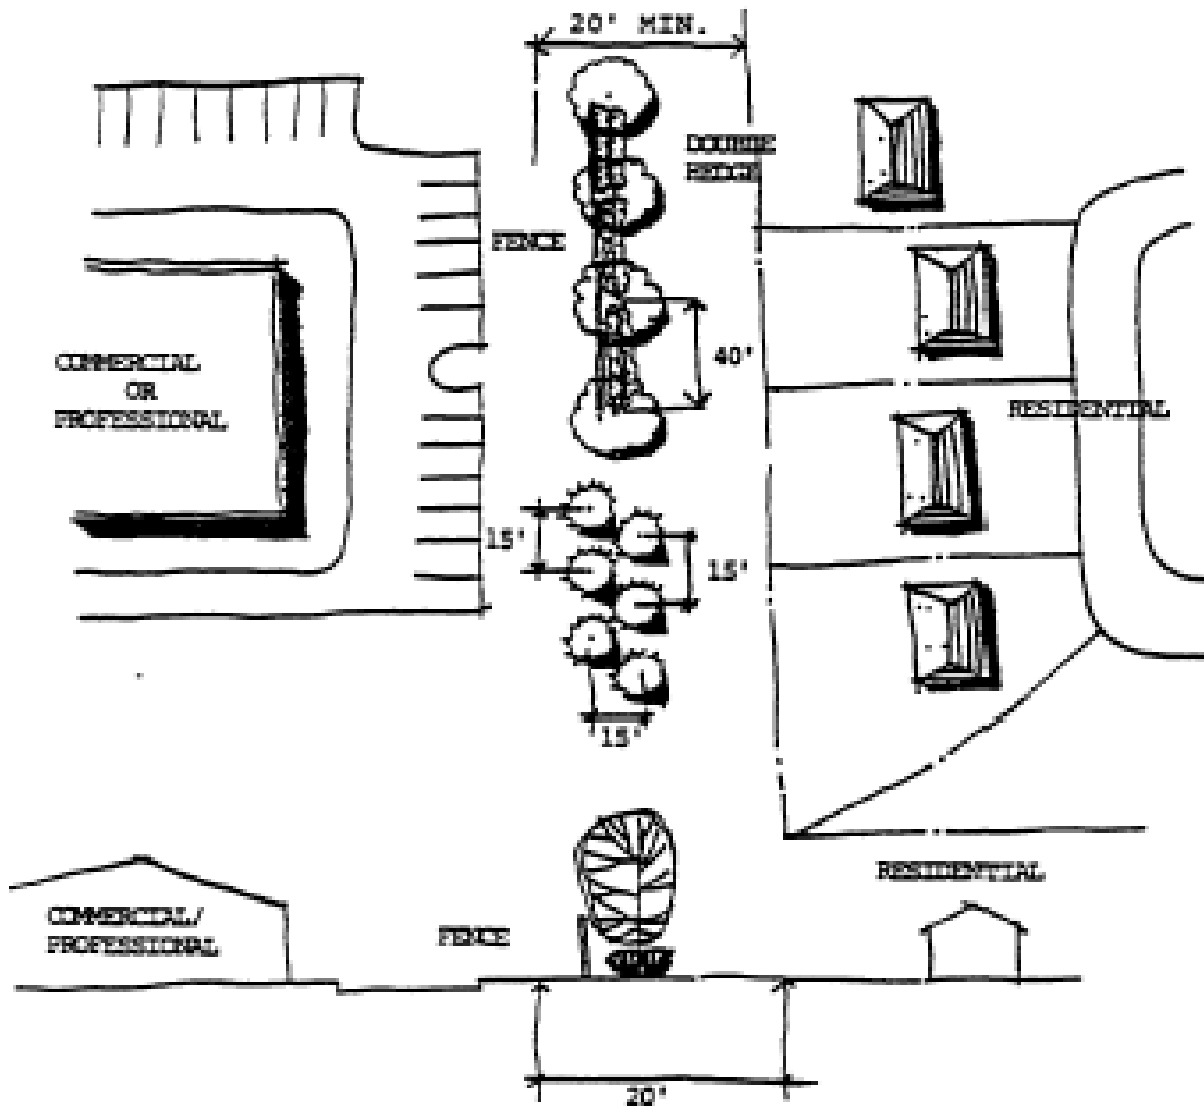 20' MIN.
DOUBLE
HEDGE
FENCE
COMMERCIAL
OR
PROFESSIONAL
40'
RESIDENTIAL
15'
15'
15'
RESIDENTIAL
COMMERCIAL/
PROFESSIONAL
FENCE
20'